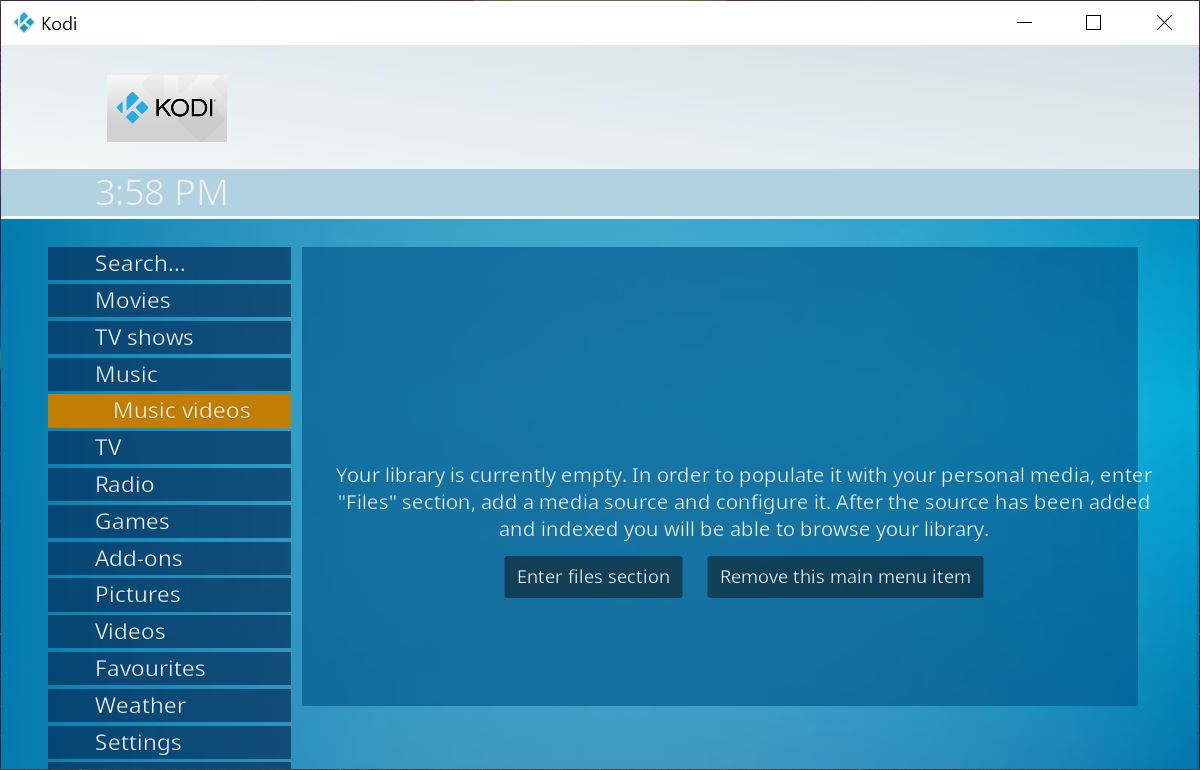 Kodi
KODI
3:58 PM
Search...
Movies
TV shows
Music
Music videos
TV
Radio
Games
Add-ons
Pictures
Videos
Favourites
Weather
Settings
Your library is currently empty. In order to populate it with your personal media, enter
"Files" section, add a media source and configure it. After the source has been added
and indexed you will be able to browse your library.
Enter files section
Remove this main menu item